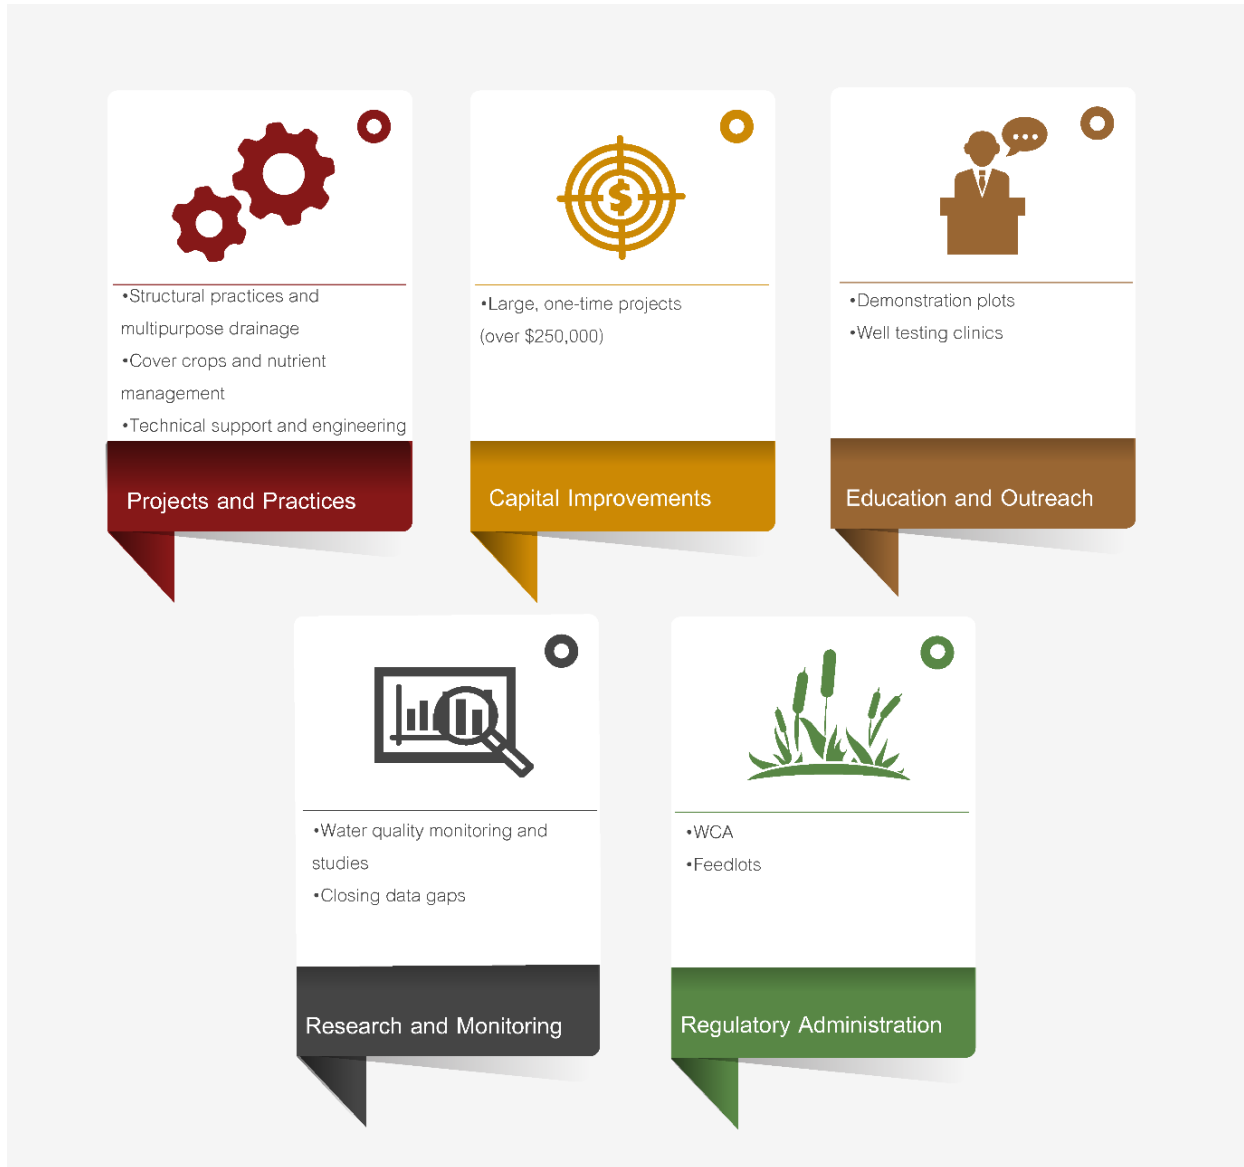 •Structural practices and
multipurpose drainage
•Cover crops and nutrient
management
•Technical support and engineering
Projects and Practices
$
•Large, one-time projects
(over $250,000)
Capital Improvements
•Demonstration plots
•Well testing clinics
Education and Outreach
•Water quality monitoring and
studies
•Closing data gaps
Research and Monitoring
•WCA
•Feedlots
Regulatory Administration